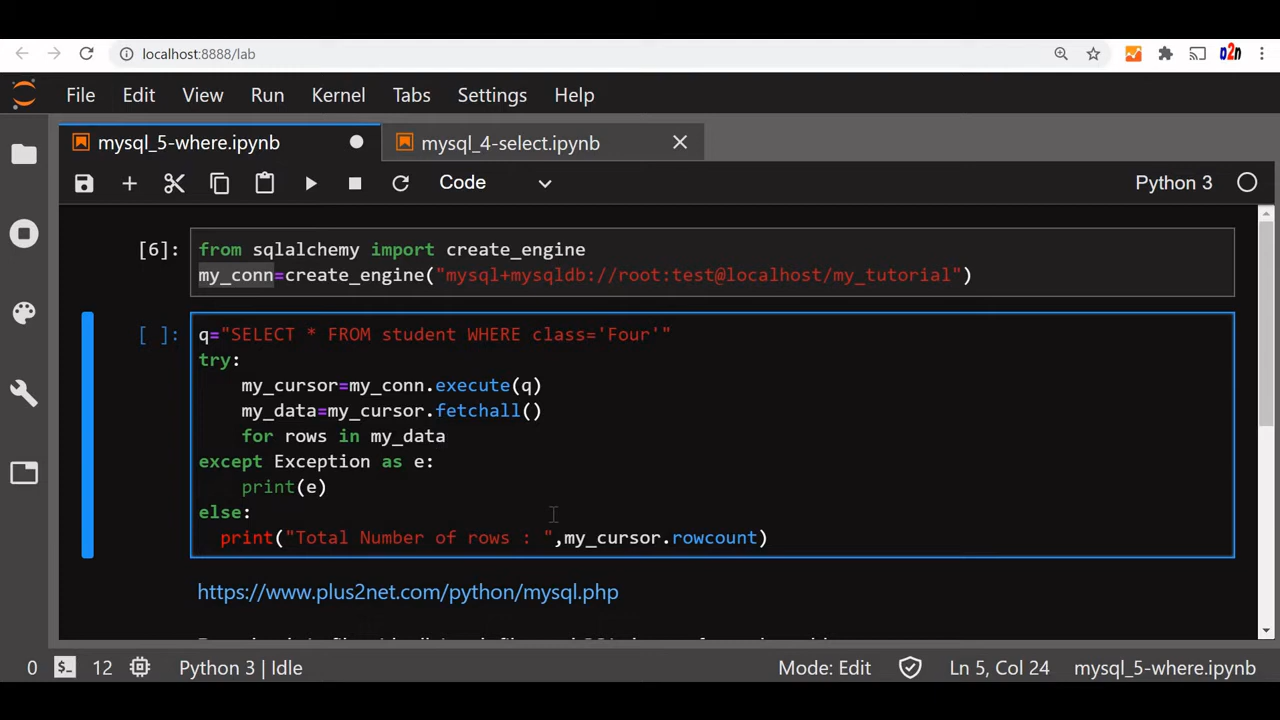 localhost:8888/lab
D2N
File Edit View Run Kernel Tabs Settings Help
mysql_5-where.ipynb mysql_4-select.ipynb
Code Python 3
[6]: from sqlalchemy import create_engine
my_conn=create_engine("mysql+mysqldb://root:test@localhost/my_tutorial")
[ ]: q="SELECT * FROM student WHERE class='Four'"
try:
my_cursor=my_conn.execute(q)
my_data=my_cursor.fetchall()
for rows in my_data
except Exception as e:
print(e)
else:
print("Total Number of rows : ",my_cursor.rowcount)
https://www.plus2net.com/python/mysql.php
0 $_ 12 Python 3 | Idle Mode: Edit Ln 5, Col 24 mysql_5-where.ipynb